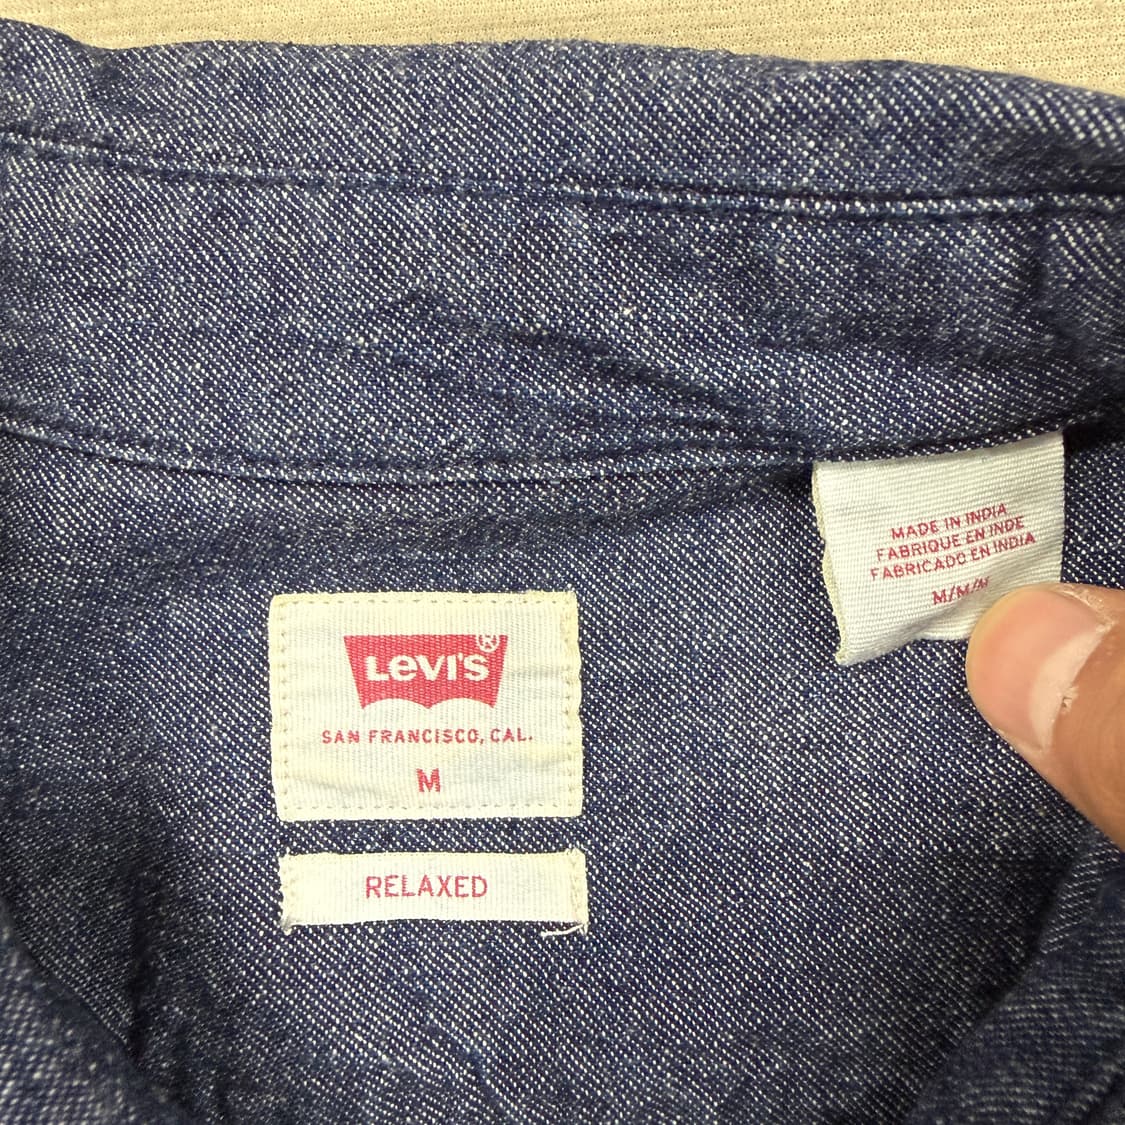 MADE IN INDIA
FABRIQUE EN INDE
FABRICADO EN INDIA
M/M/M
LEVI'S®
SAN FRANCISCO, CAL.
M
RELAXED